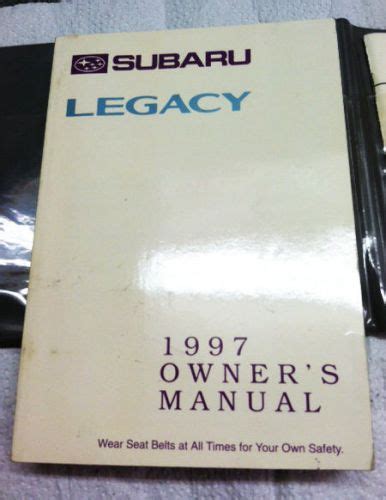 SUBARU
LEGACY
1997
OWNER'S
MANUAL
Wear Seat Belts at All Times for Your Own Safety.